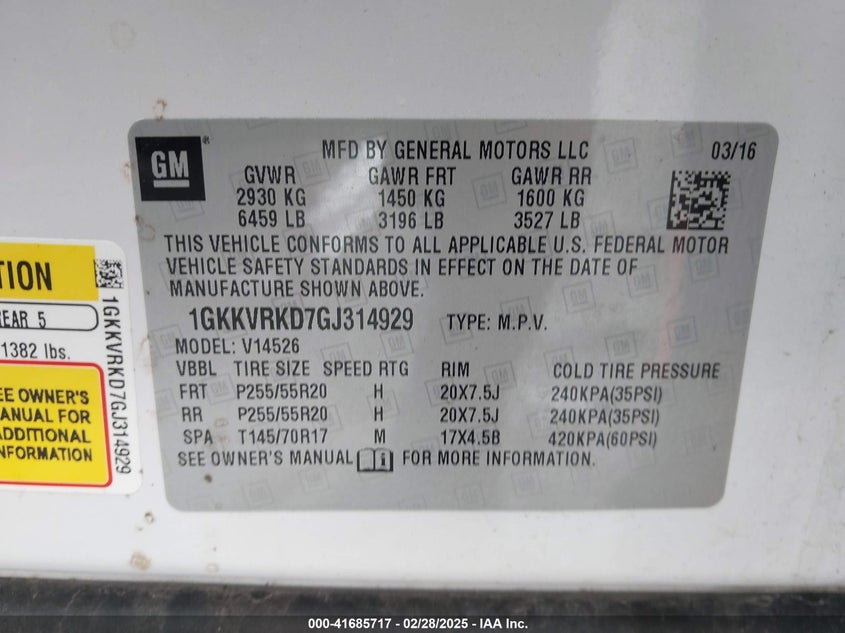 GM
MFD BY GENERAL MOTORS LLC 03/16
GVWR GAWR FRT GAWR RR
2930 KG 1450 KG 1600 KG
6459 LB 3196 LB 3527 LB
THIS VEHICLE CONFORMS TO ALL APPLICABLE U.S. FEDERAL MOTOR
VEHICLE SAFETY STANDARDS IN EFFECT ON THE DATE OF
MANUFACTURE SHOWN ABOVE.
1GKKVRKD7GJ314929 TYPE: M.P.V.
MODEL: V14526
VBBL TIRE SIZE SPEED RTG RIM COLD TIRE PRESSURE
FRT P255/55R20 H 20X7.5J 240KPA(35PSI)
RR P255/55R20 H 20X7.5J 240KPA(35PSI)
SPA T145/70R17 M 17X4.5B 420KPA(60PSI)
SEE OWNER'S MANUAL FOR MORE INFORMATION.
TION
REAR 5
1382 lbs.
EE OWNER'S
ANUAL FOR
ADDITIONAL
NFORMATION
1GKKVRKD7GJ314929
000-41685717 - 02/28/2025 - IAA Inc.